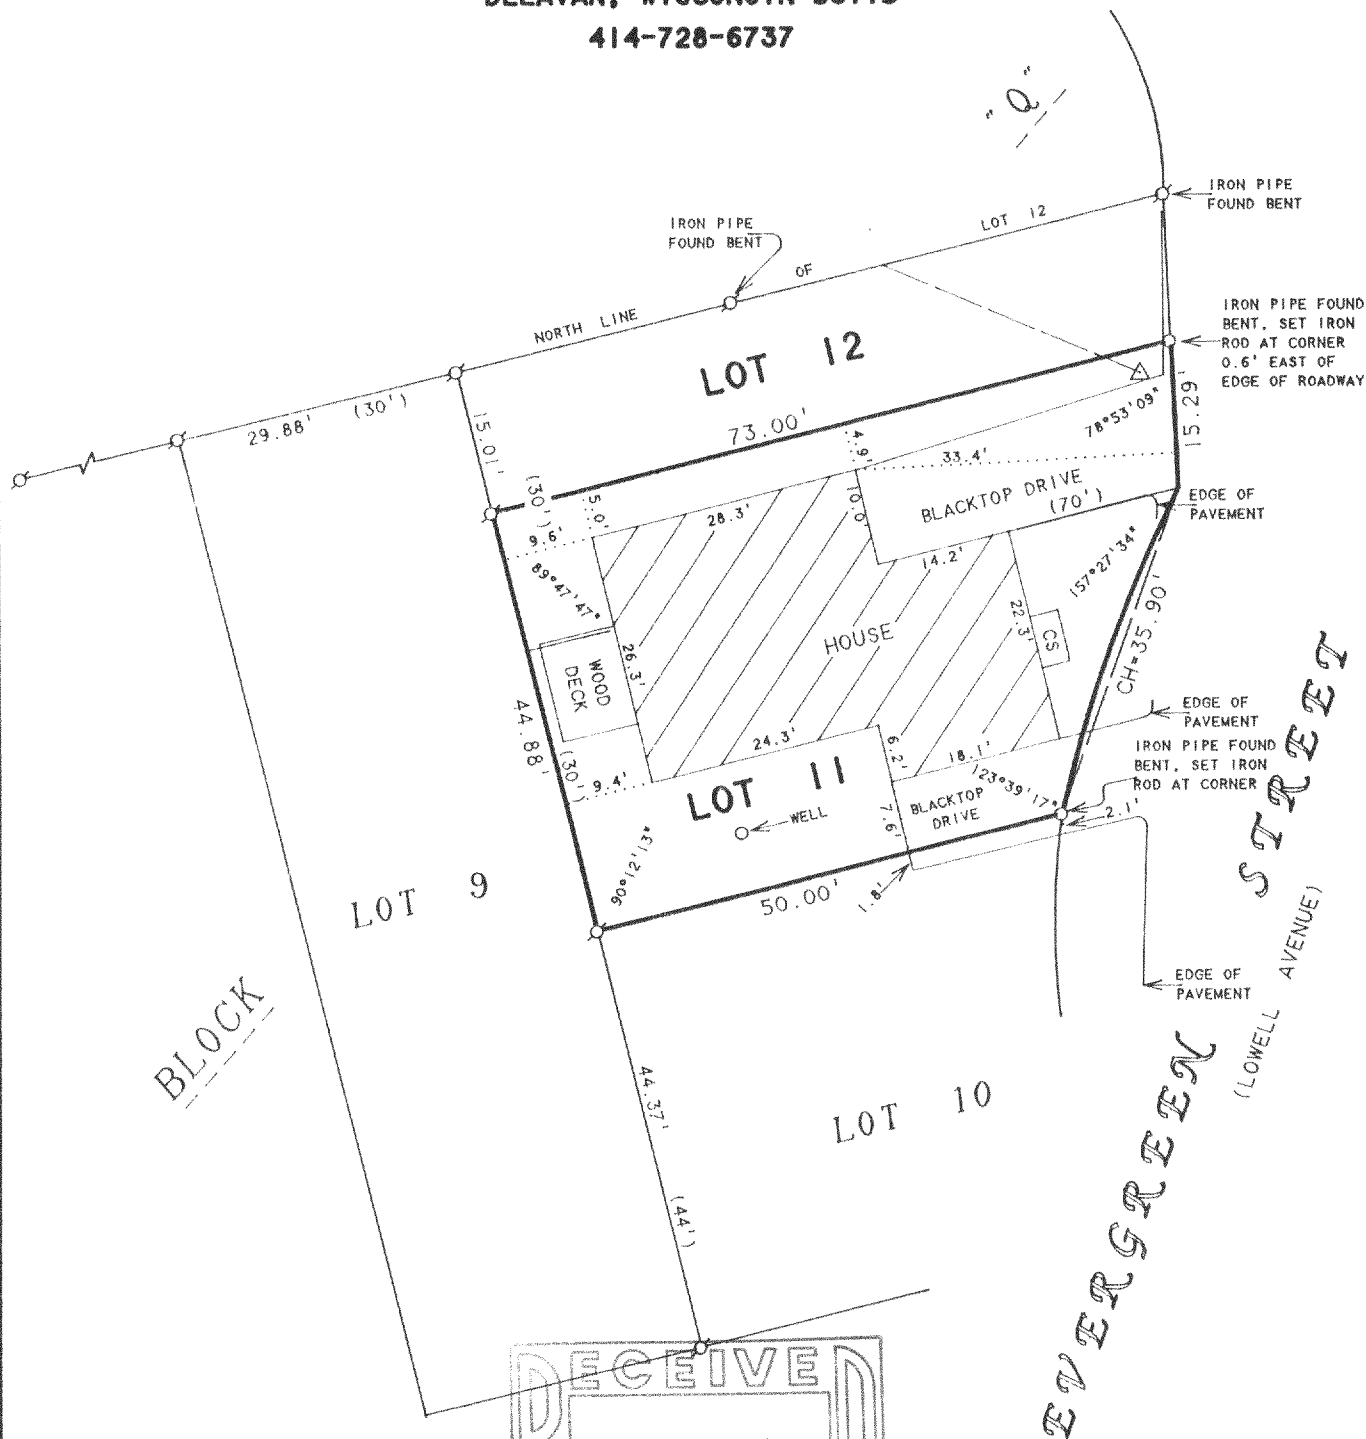 414-728-6737
"Q"
IRON PIPE
FOUND BENT
IRON PIPE
FOUND BENT
NORTH LINE OF LOT 12
IRON PIPE FOUND
BENT, SET IRON
ROD AT CORNER
0.6' EAST OF
EDGE OF ROADWAY
LOT 12
29.88' (30')
15.01'
(30')
73.00'
4.9'
33.4'
78°53'09"
15.29'
5.0'
9.6'
28.3'
10.0'
BLACKTOP DRIVE
(70')
EDGE OF
PAVEMENT
14.2'
89°47'47"
157°27'34"
HOUSE
22.3'
CS
CH=35.90'
26.3'
WOOD
DECK
44.88'
(30')
9.4'
24.3'
6.2'
18.1'
EDGE OF
PAVEMENT
IRON PIPE FOUND
BENT, SET IRON
ROD AT CORNER
123°39'17"
2.1'
LOT 11
WELL
7.6'
BLACKTOP
DRIVE
90°12'13"
50.00'
1.8'
LOT 9
EDGE OF
PAVEMENT
BLOCK
44.37'
(44')
LOT 10
EVERGREEN STREET
(LOWELL AVENUE)